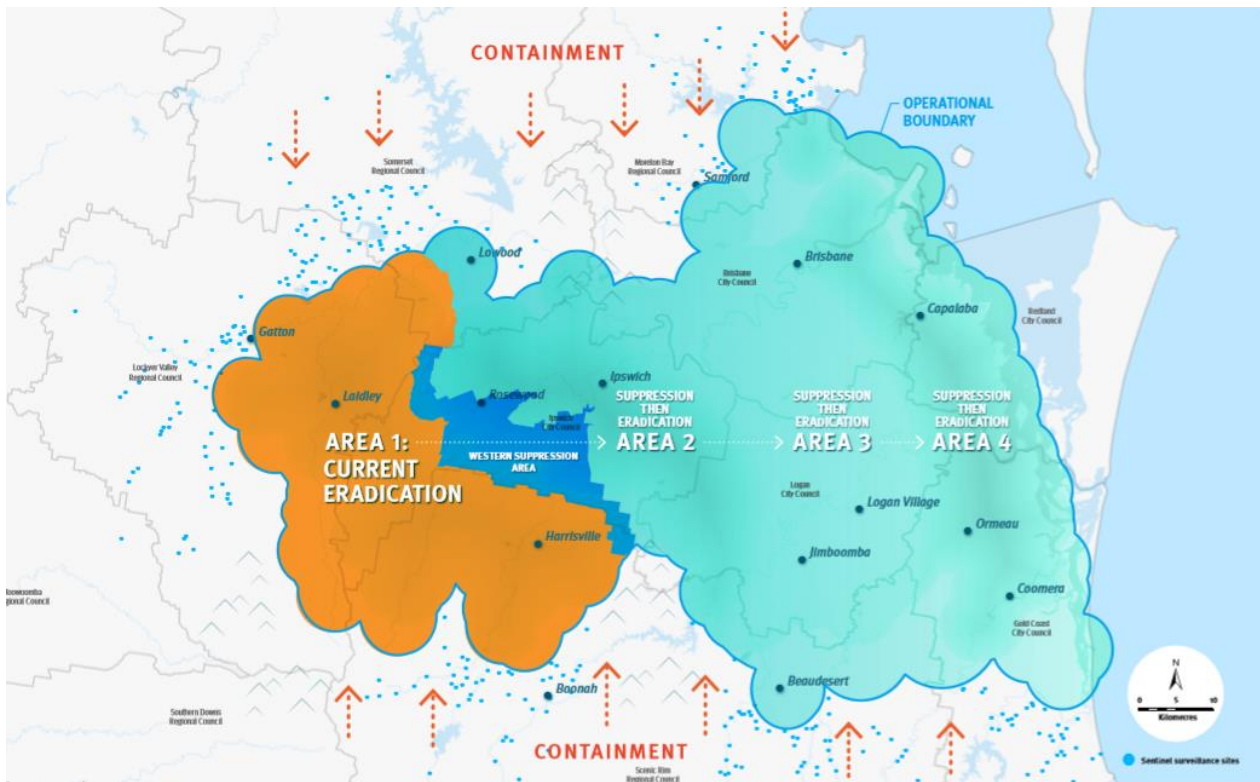 CONTAINMENT
OPERATIONAL
BOUNDARY
Somerset
Regional Council
Moreton Bay
Regional Council
Samford
Lowood
Brisbane
Brisbane
City Council
Capalaba
Redland
City Council
Gatton
Lockyer Valley
Regional Council
Laidley
Rosewood
Ipswich
Ipswich
City Council
SUPPRESSION
THEN
ERADICATION
AREA 2
SUPPRESSION
THEN
ERADICATION
AREA 3
SUPPRESSION
THEN
ERADICATION
AREA 4
AREA 1:
CURRENT
ERADICATION
WESTERN SUPPRESSION
AREA
Logan
City Council
Logan Village
Ormeau
Harrisville
Jimboomba
Coomera
Gold Coast
City Council
Toowoomba
Regional Council
Boonah
Beaudesert
Southern Downs
Regional Council
CONTAINMENT
Scenic Rim
Regional Council
N
0 5 10
Kilometres
Sentinel surveillance sites